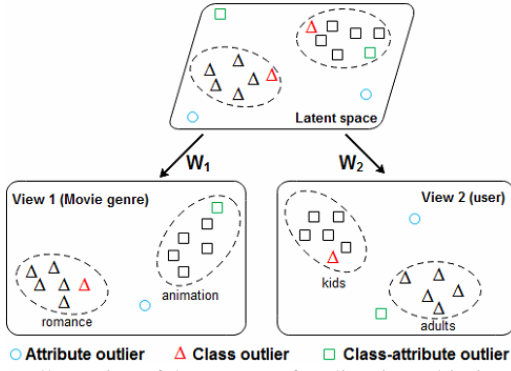 Latent space
W1
W2
View 1 (Movie genre)
animation
romance
View 2 (user)
kids
adults
Attribute outlier
Class outlier
Class-attribute outlier